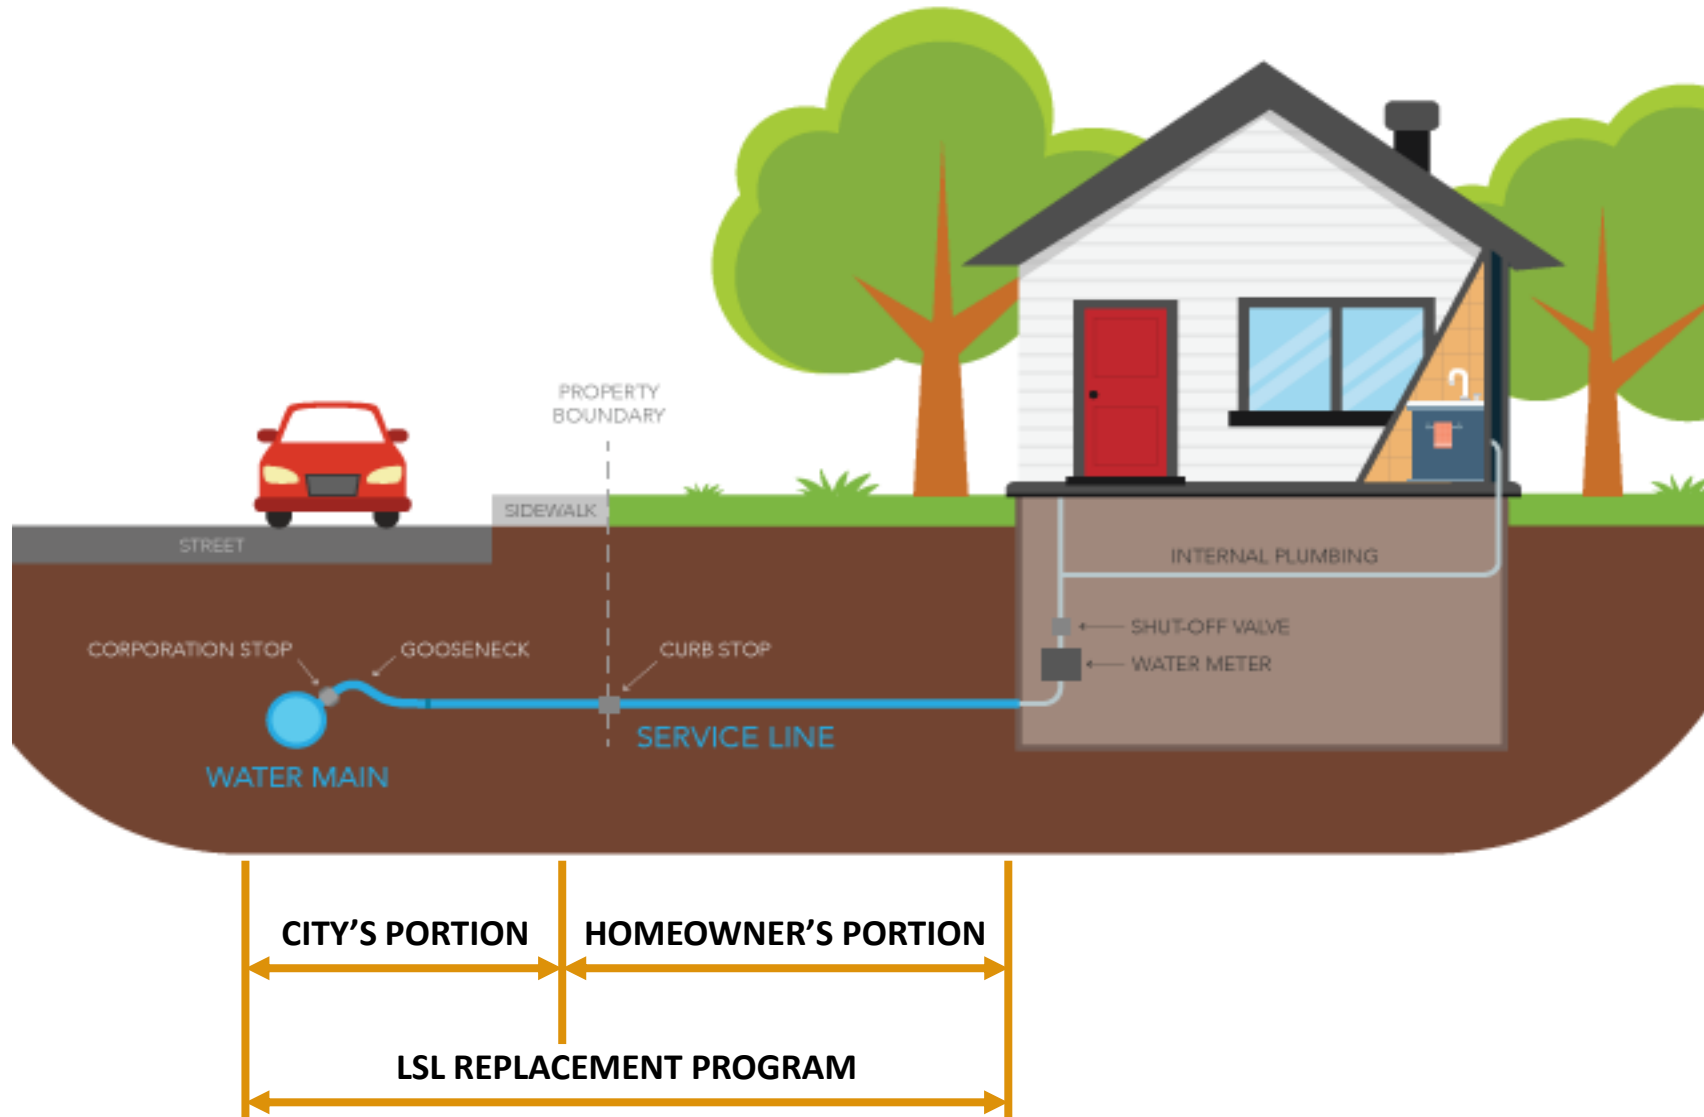 PROPERTY
BOUNDARY
SIDEWALK
STREET
INTERNAL PLUMBING
SHUT-OFF VALVE
CORPORATION STOP
GOOSENECK
CURB STOP
WATER METER
SERVICE LINE
WATER MAIN
CITY’S PORTION
HOMEOWNER’S PORTION
LSL REPLACEMENT PROGRAM